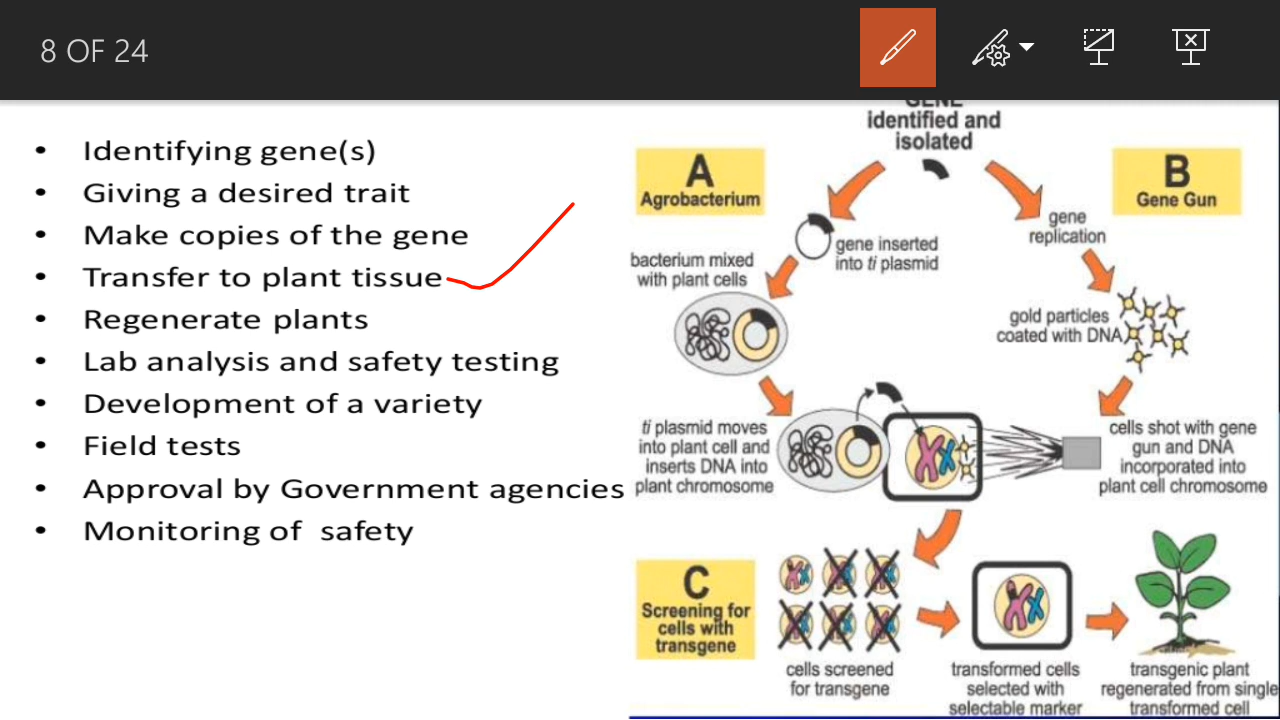 8 OF 24
• Identifying gene(s)
• Giving a desired trait
• Make copies of the gene
• Transfer to plant tissue
• Regenerate plants
• Lab analysis and safety testing
• Development of a variety
• Field tests
• Approval by Government agencies
• Monitoring of  safety
GENE
identified and
isolated
A
Agrobacterium
B
Gene Gun
gene inserted
into ti plasmid
gene
replication
bacterium mixed
with plant cells
gold particles
coated with DNA
ti plasmid moves
into plant cell and
inserts DNA into
plant chromosome
cells shot with gene
gun and DNA
incorporated into
plant cell chromosome
C
Screening for
cells with
transgene
cells screened
for transgene
transformed cells
selected with
selectable marker
transgenic plant
regenerated from single
transformed cell